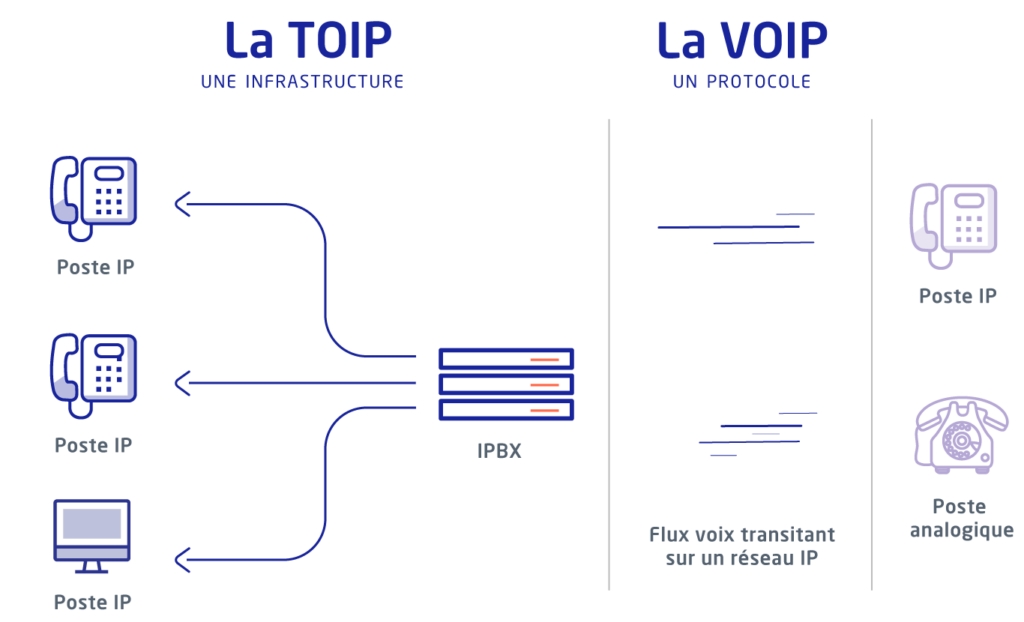 La TOIP
UNE INFRASTRUCTURE
La VOIP
UN PROTOCOLE
Poste IP
Poste IP
Poste IP
IPBX
Flux voix transitant
sur un réseau IP
Poste IP
Poste
analogique